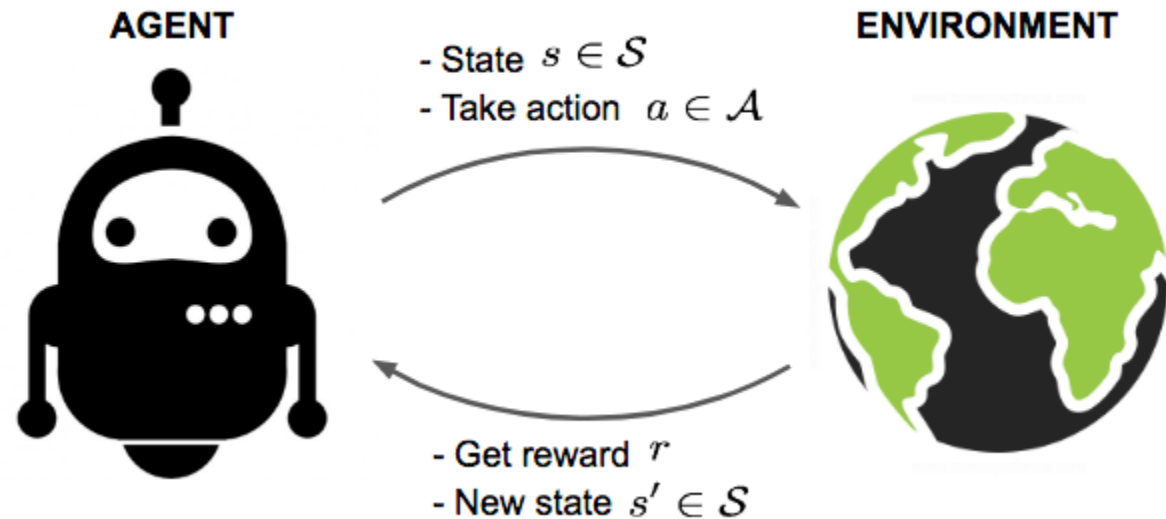 AGENT
ENVIRONMENT
- State s ∈ 𝒮
- Take action a ∈ 𝒜
- Get reward r
- New state s′ ∈ 𝒮